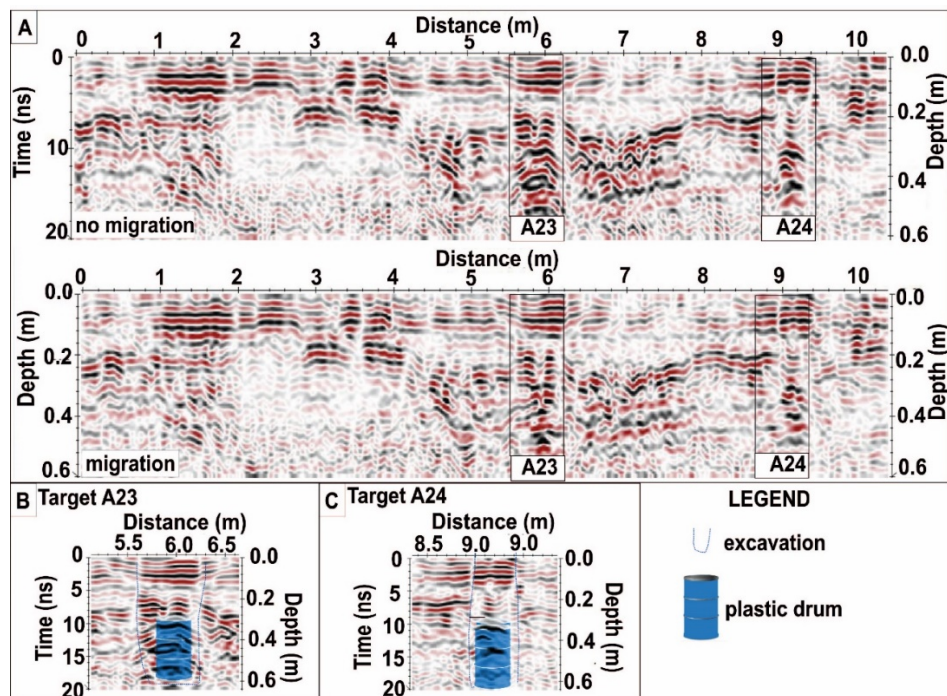 A
Distance (m)
0 1 2 3 4 5 6 7 8 9 10
Time (ns)
0
10
20
Depth (m)
0.0
0.2
0.4
0.6
no migration
A23
A24
Distance (m)
0 1 2 3 4 5 6 7 8 9 10
Depth (m)
0.0
0.2
0.4
0.6
Depth (m)
0.0
0.2
0.4
0.6
migration
A23
A24
B Target A23
Distance (m)
5.5 6.0 6.5
Time (ns)
0
5
10
15
20
Depth (m)
0.0
0.2
0.4
0.6
C Target A24
Distance (m)
8.5 9.0 9.0
Time (ns)
0
5
10
15
20
Depth (m)
0.0
0.2
0.4
0.6
LEGEND
excavation
plastic drum